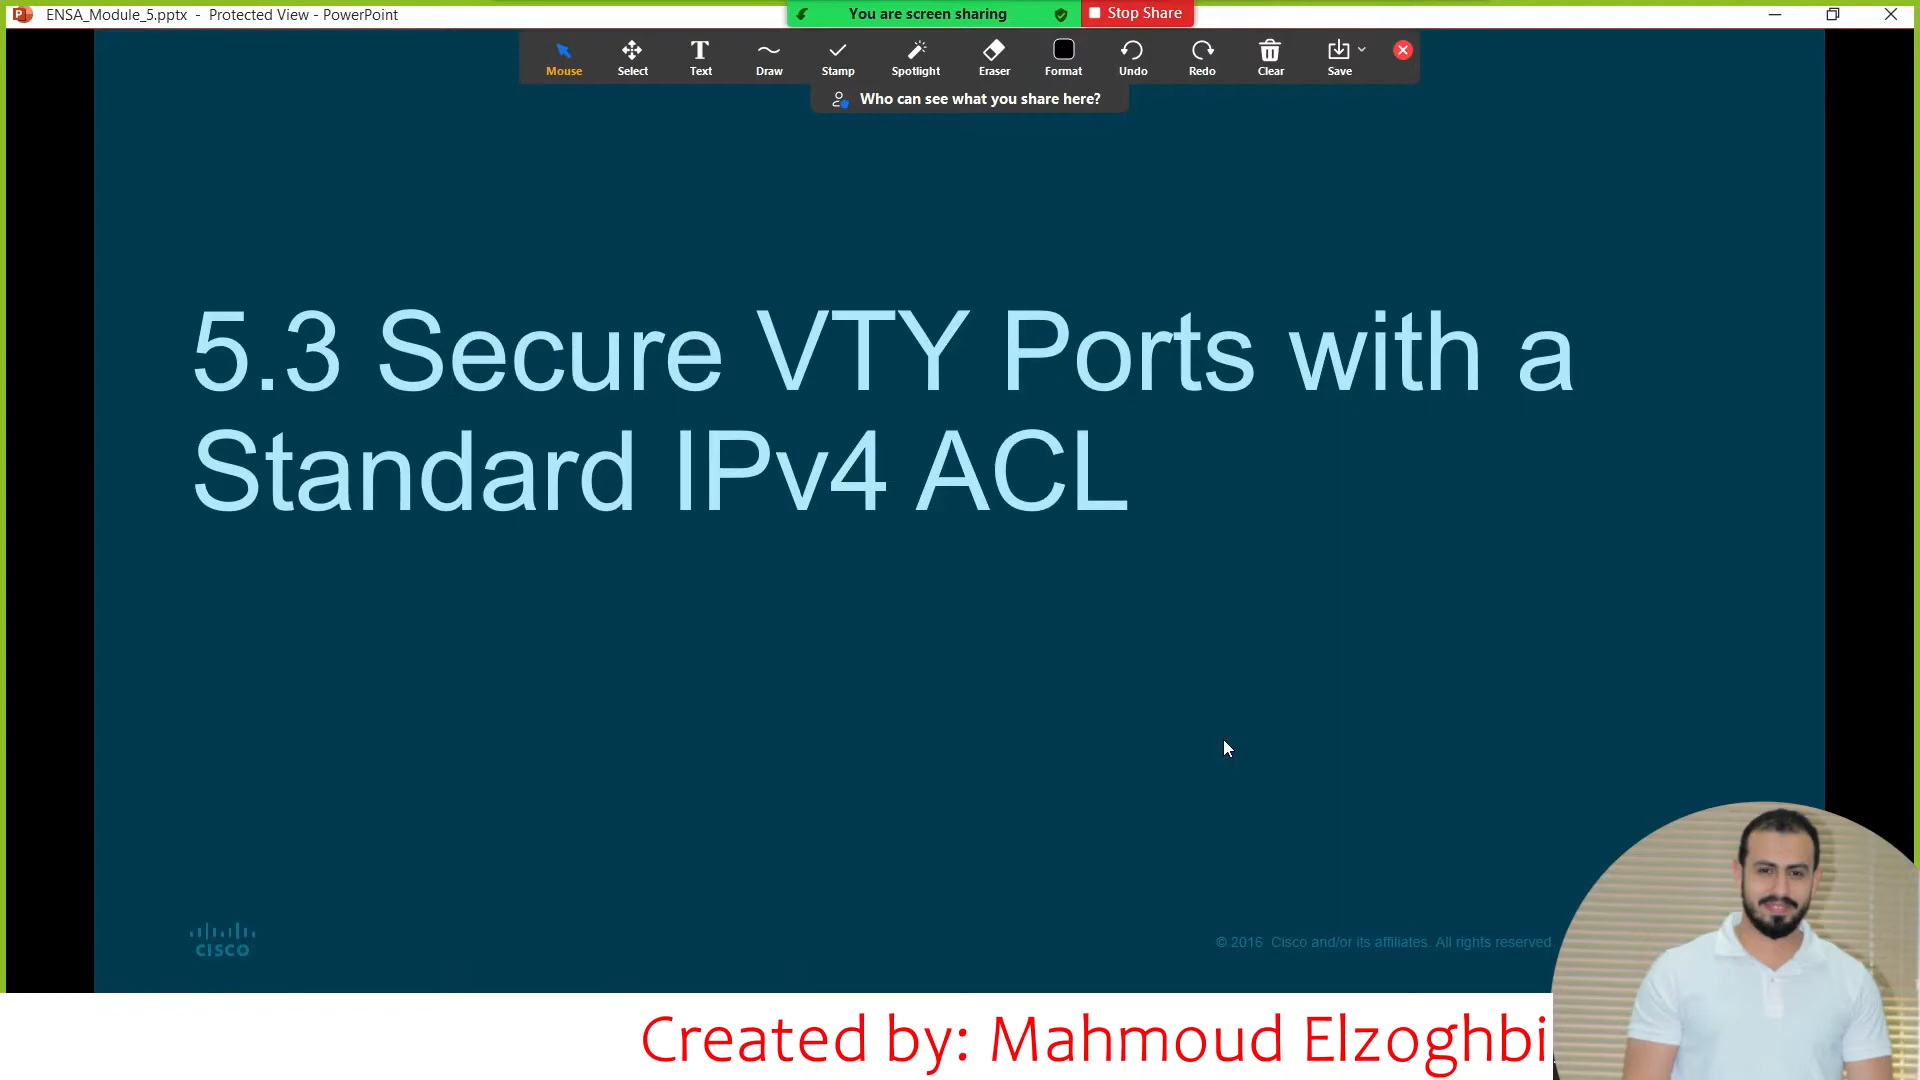 ENSA_Module_5.pptx - Protected View - PowerPoint
You are screen sharing
Stop Share
Mouse
Select
Text
Draw
Stamp
Spotlight
Eraser
Format
Undo
Redo
Clear
Save
Who can see what you share here?
5.3 Secure VTY Ports with a
Standard IPv4 ACL
CISCO
© 2016 Cisco and/or its affiliates. All rights reserved
Created by: Mahmoud Elzoghbi